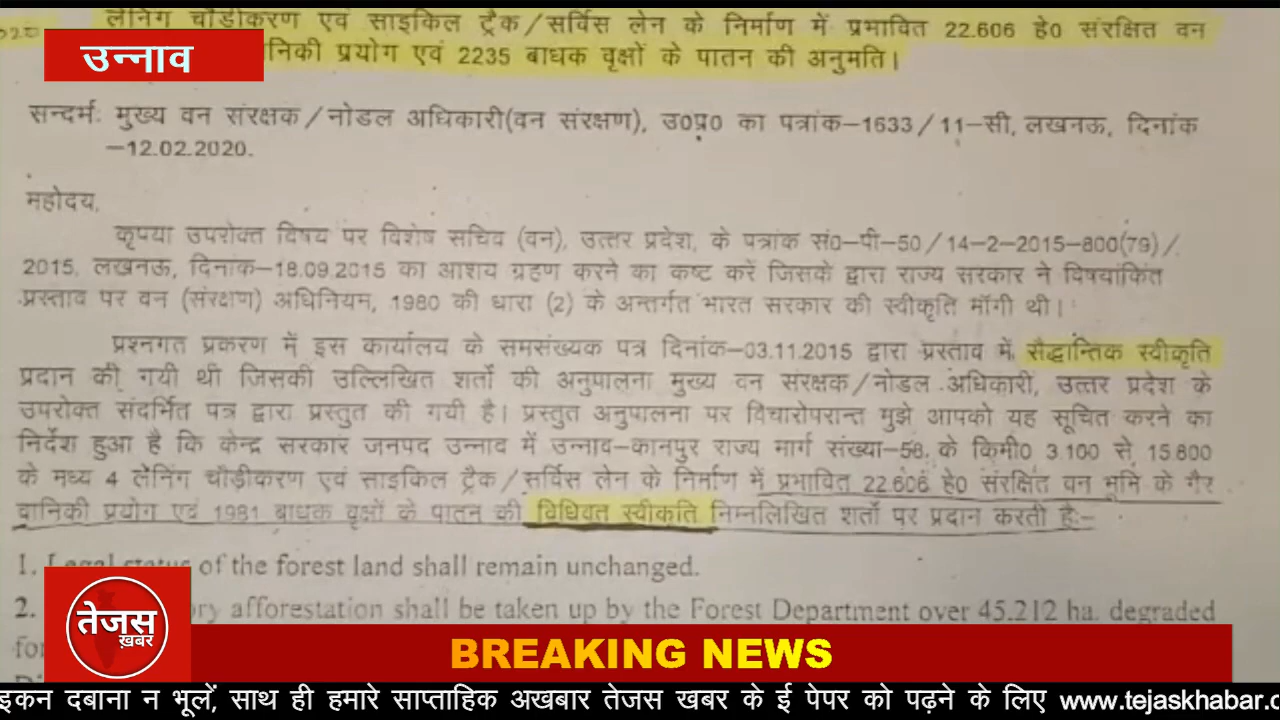 लेनिंग चौड़ीकरण एवं साइकिल ट्रैक/सर्विस लेन के निर्माण में प्रभावित 22.606 हे0 संरक्षित वन
उन्नाव
प्रयोग एवं 2235 बाधक वृक्षों के पातन की अनुमति।
सन्दर्भः मुख्य वन संरक्षक/नोडल अधिकारी(वन संरक्षण), उ0प्र0 का पत्रांक–1633/11–सी, लखनऊ, दिनांक
–12.02.2020.
महोदय,
कृपया उपरोक्त विषय पर विशेष सचिव (वन), उत्तर प्रदेश, के पत्रांक सं0–पी–50/14–2–2015–800(79)/
2015, लखनऊ, दिनांक–18.09.2015 का आशय ग्रहण करने का कष्ट करें जिसके द्वारा राज्य सरकार ने विषयांकित
प्रस्ताव पर वन (संरक्षण) अधिनियम, 1980 की धारा (2) के अन्तर्गत भारत सरकार की स्वीकृति माँगी थी।
प्रश्नगत प्रकरण में इस कार्यालय के समसंख्यक पत्र दिनांक–03.11.2015 द्वारा प्रस्ताव में सैद्धान्तिक स्वीकृति
प्रदान की गयी थी जिसकी उल्लिखित शर्तों की अनुपालना मुख्य वन संरक्षक/नोडल अधिकारी, उत्तर प्रदेश के
उपरोक्त संदर्भित पत्र द्वारा प्रस्तुत की गयी है। प्रस्तुत अनुपालना पर विचारोपरान्त मुझे आपको यह सूचित करने का
निर्देश हुआ है कि केन्द्र सरकार जनपद उन्नाव में उन्नाव–कानपुर राज्य मार्ग संख्या–58, के किमी0 3.100 से 15.800
के मध्य 4 लेनिंग चौड़ीकरण एवं साइकिल ट्रैक/सर्विस लेन के निर्माण में प्रभावित 22.606 हे0 संरक्षित वन भूमि के गैर
वानिकी प्रयोग एवं 1981 बाधक वृक्षों के पातन की विधिवत स्वीकृति निम्नलिखित शर्तों पर प्रदान करती हैः–
1. Legal status of the forest land shall remain unchanged.
2. afforestation shall be taken up by the Forest Department over 45.212 ha. degraded
तेजस
ख़बर
BREAKING NEWS
इकन दबाना न भूलें, साथ ही हमारे साप्ताहिक अखबार तेजस खबर के ई पेपर को पढ़ने के लिए www.tejaskhabar.c